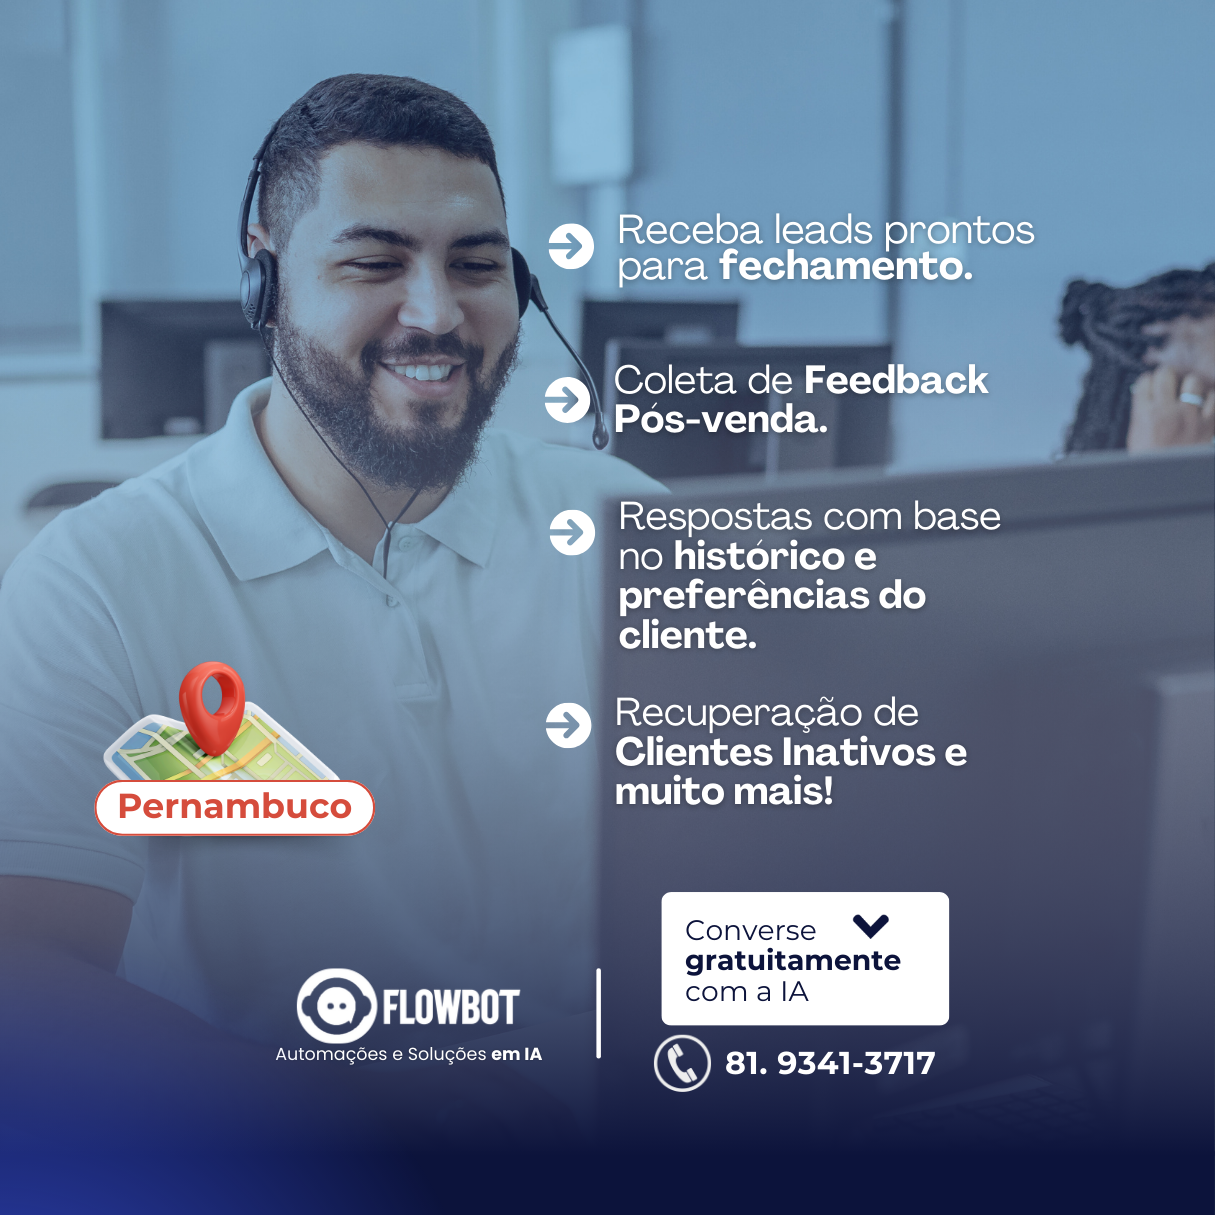 Receba leads prontos
para fechamento.
Coleta de Feedback
Pós-venda.
Respostas com base
no histórico e
preferências do
cliente.
Recuperação de
Clientes Inativos e
muito mais!
Pernambuco
Converse
gratuitamente
com a IA
FLOWBOT
Automações e Soluções em IA
81. 9341-3717